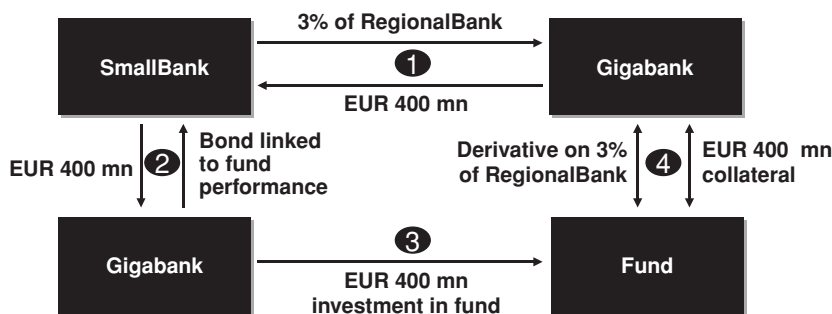 3% of RegionalBank
SmallBank
1
Gigabank
EUR 400 mn
EUR 400 mn
2
Bond linked
to fund
performance
Derivative on 3%
of RegionalBank
4
EUR 400 mn
collateral
Gigabank
3
EUR 400 mn
investment in fund
Fund